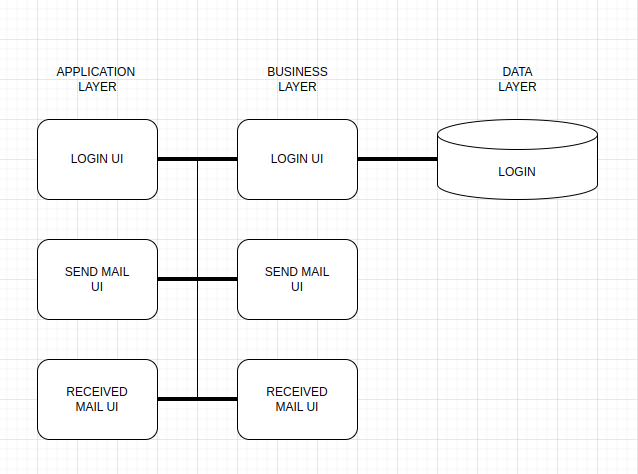 APPLICATION
LAYER
BUSINESS
LAYER
DATA
LAYER
LOGIN UI
LOGIN UI
LOGIN
SEND MAIL
UI
SEND MAIL
UI
RECEIVED
MAIL UI
RECEIVED
MAIL UI